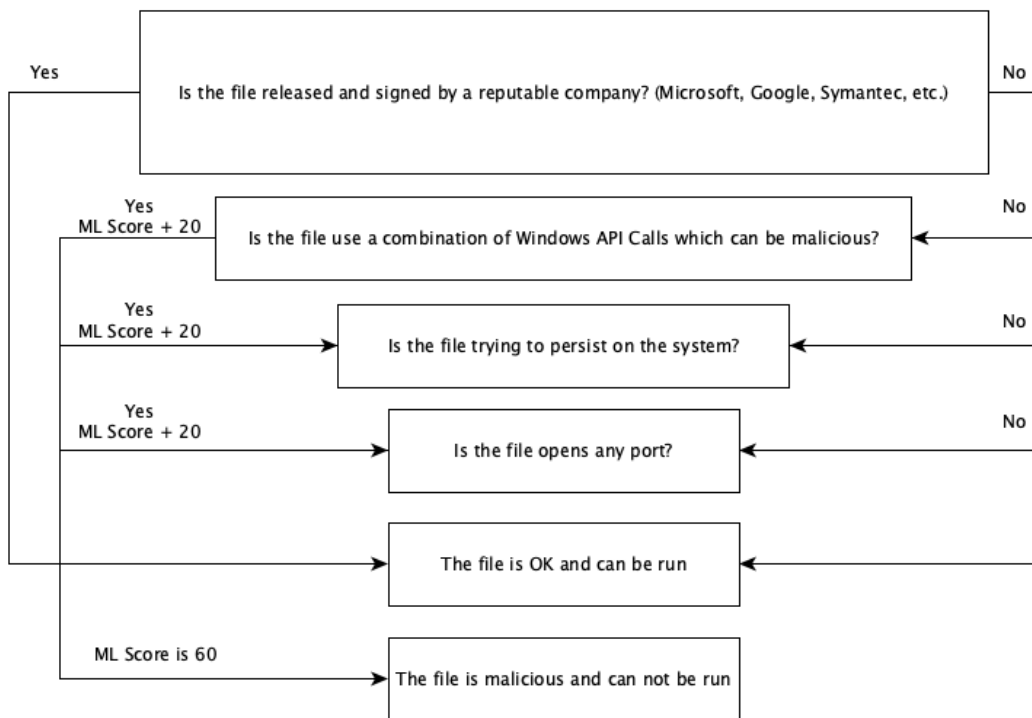 Yes
No
Is the file released and signed by a reputable company? (Microsoft, Google, Symantec, etc.)
Yes
ML Score + 20
No
Is the file use a combination of Windows API Calls which can be malicious?
Yes
ML Score + 20
No
Is the file trying to persist on the system?
Yes
ML Score + 20
No
Is the file opens any port?
The file is OK and can be run
ML Score is 60
The file is malicious and can not be run